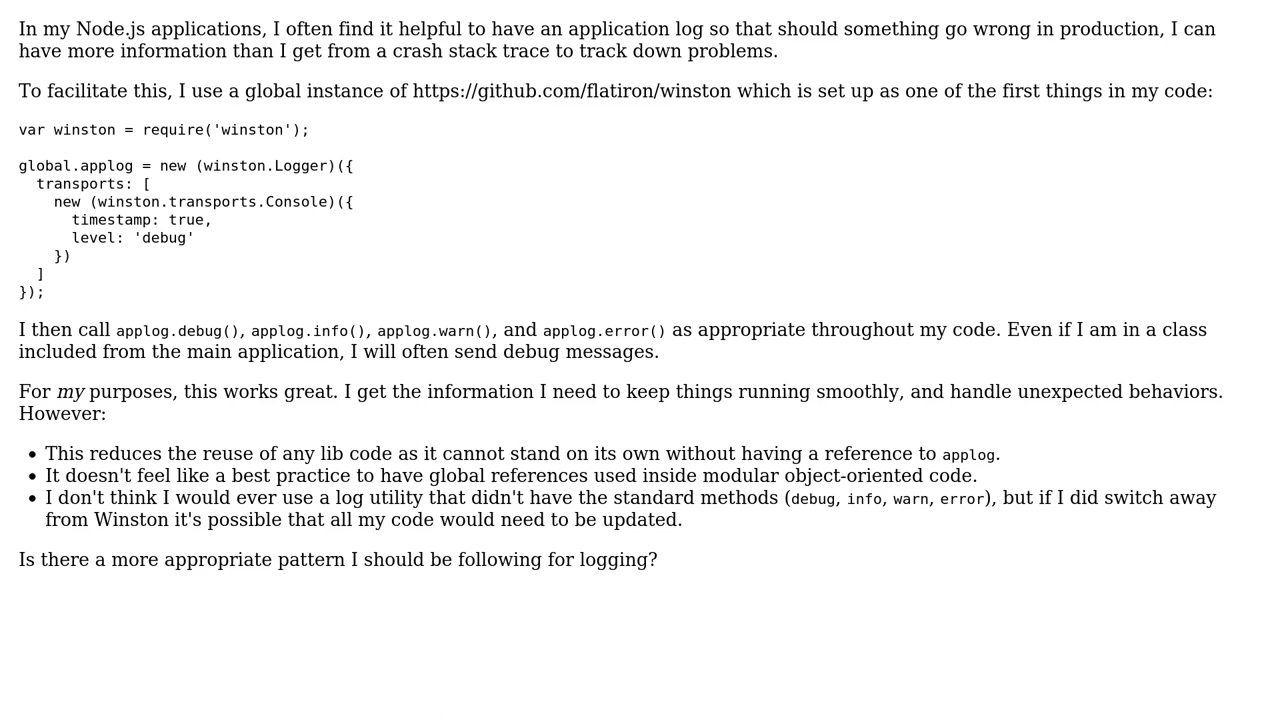 In my Node.js applications, I often find it helpful to have an application log so that should something go wrong in production, I can
have more information than I get from a crash stack trace to track down problems.
To facilitate this, I use a global instance of https://github.com/flatiron/winston which is set up as one of the first things in my code:
var winston = require('winston');
global.applog = new (winston.Logger)({
  transports: [
    new (winston.transports.Console)({
      timestamp: true,
      level: 'debug'
    })
  ]
});
I then call applog.debug(), applog.info(), applog.warn(), and applog.error() as appropriate throughout my code. Even if I am in a class
included from the main application, I will often send debug messages.
For my purposes, this works great. I get the information I need to keep things running smoothly, and handle unexpected behaviors.
However:
• This reduces the reuse of any lib code as it cannot stand on its own without having a reference to applog.
• It doesn't feel like a best practice to have global references used inside modular object-oriented code.
• I don't think I would ever use a log utility that didn't have the standard methods (debug, info, warn, error), but if I did switch away
from Winston it's possible that all my code would need to be updated.
Is there a more appropriate pattern I should be following for logging?